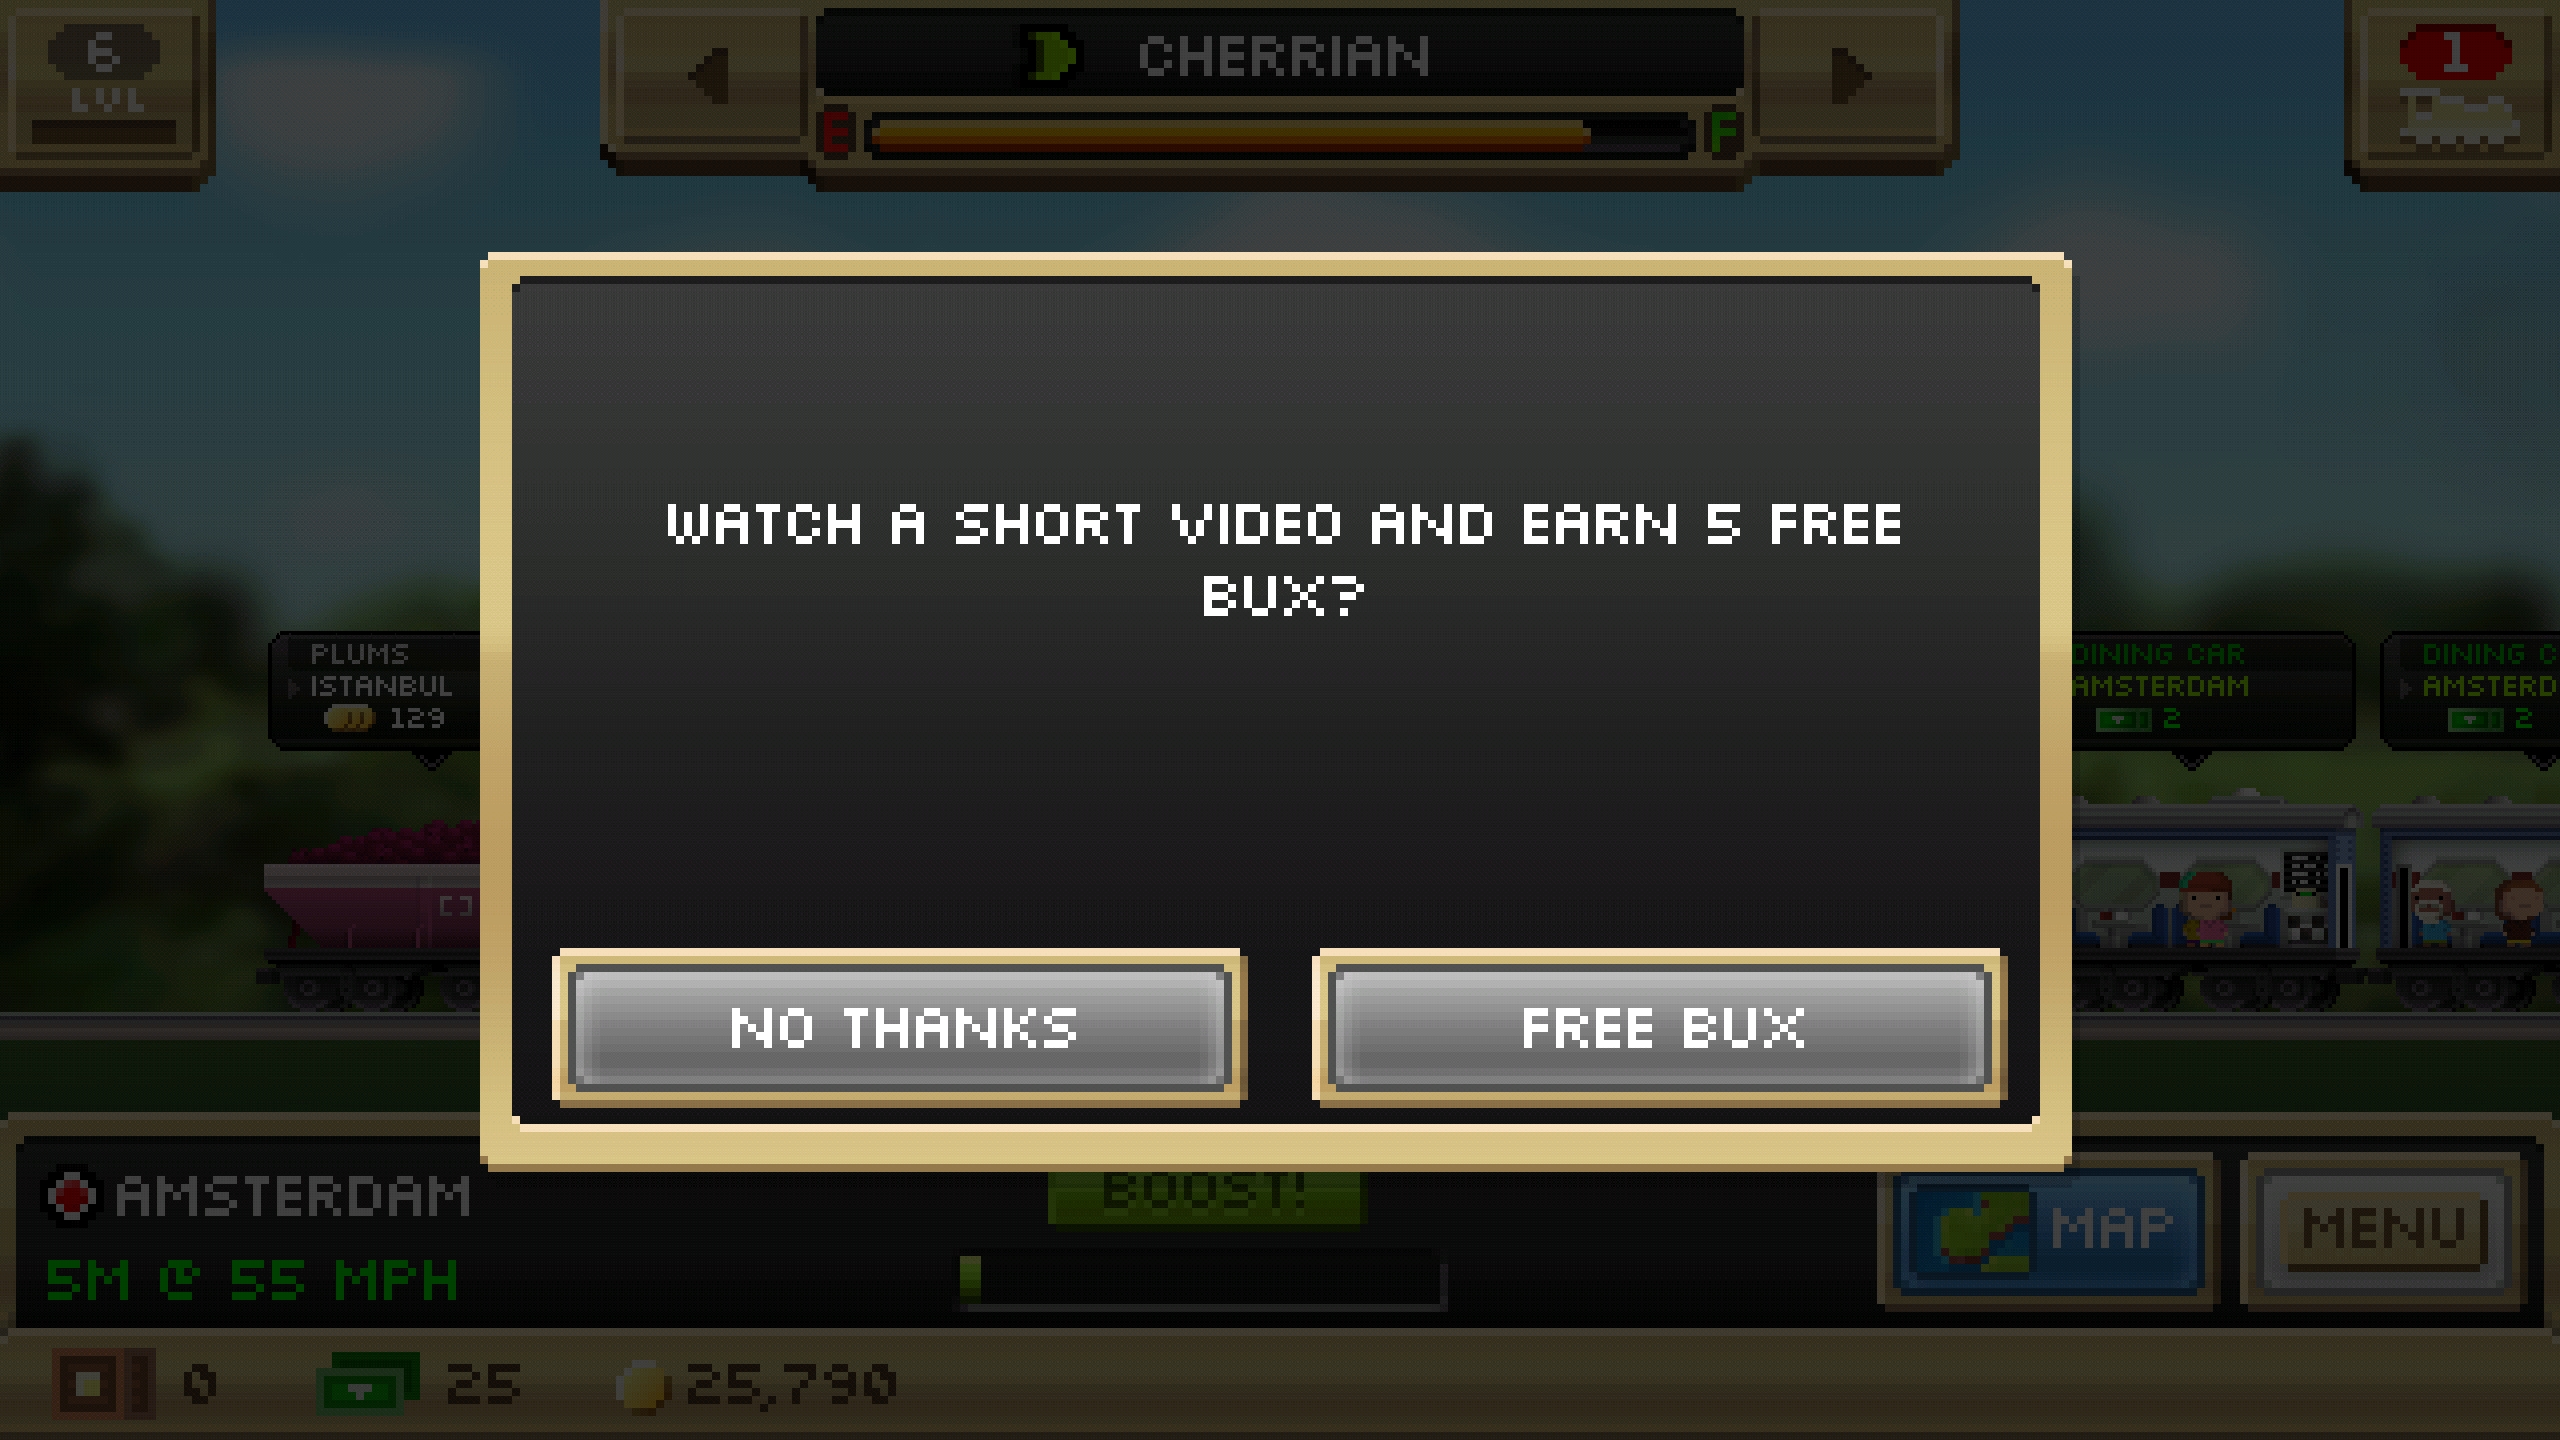 6
LVL
CHERRIAN
E F
1
WATCH A SHORT VIDEO AND EARN 5 FREE
BUX?
PLUMS
ISTANBUL
129
DINING CAR
AMSTERDAM
2
DINING C
AMSTERD
2
NO THANKS
FREE BUX
AMSTERDAM
5M @ 55 MPH
BOOST!
MAP
MENU
0
25
25,790